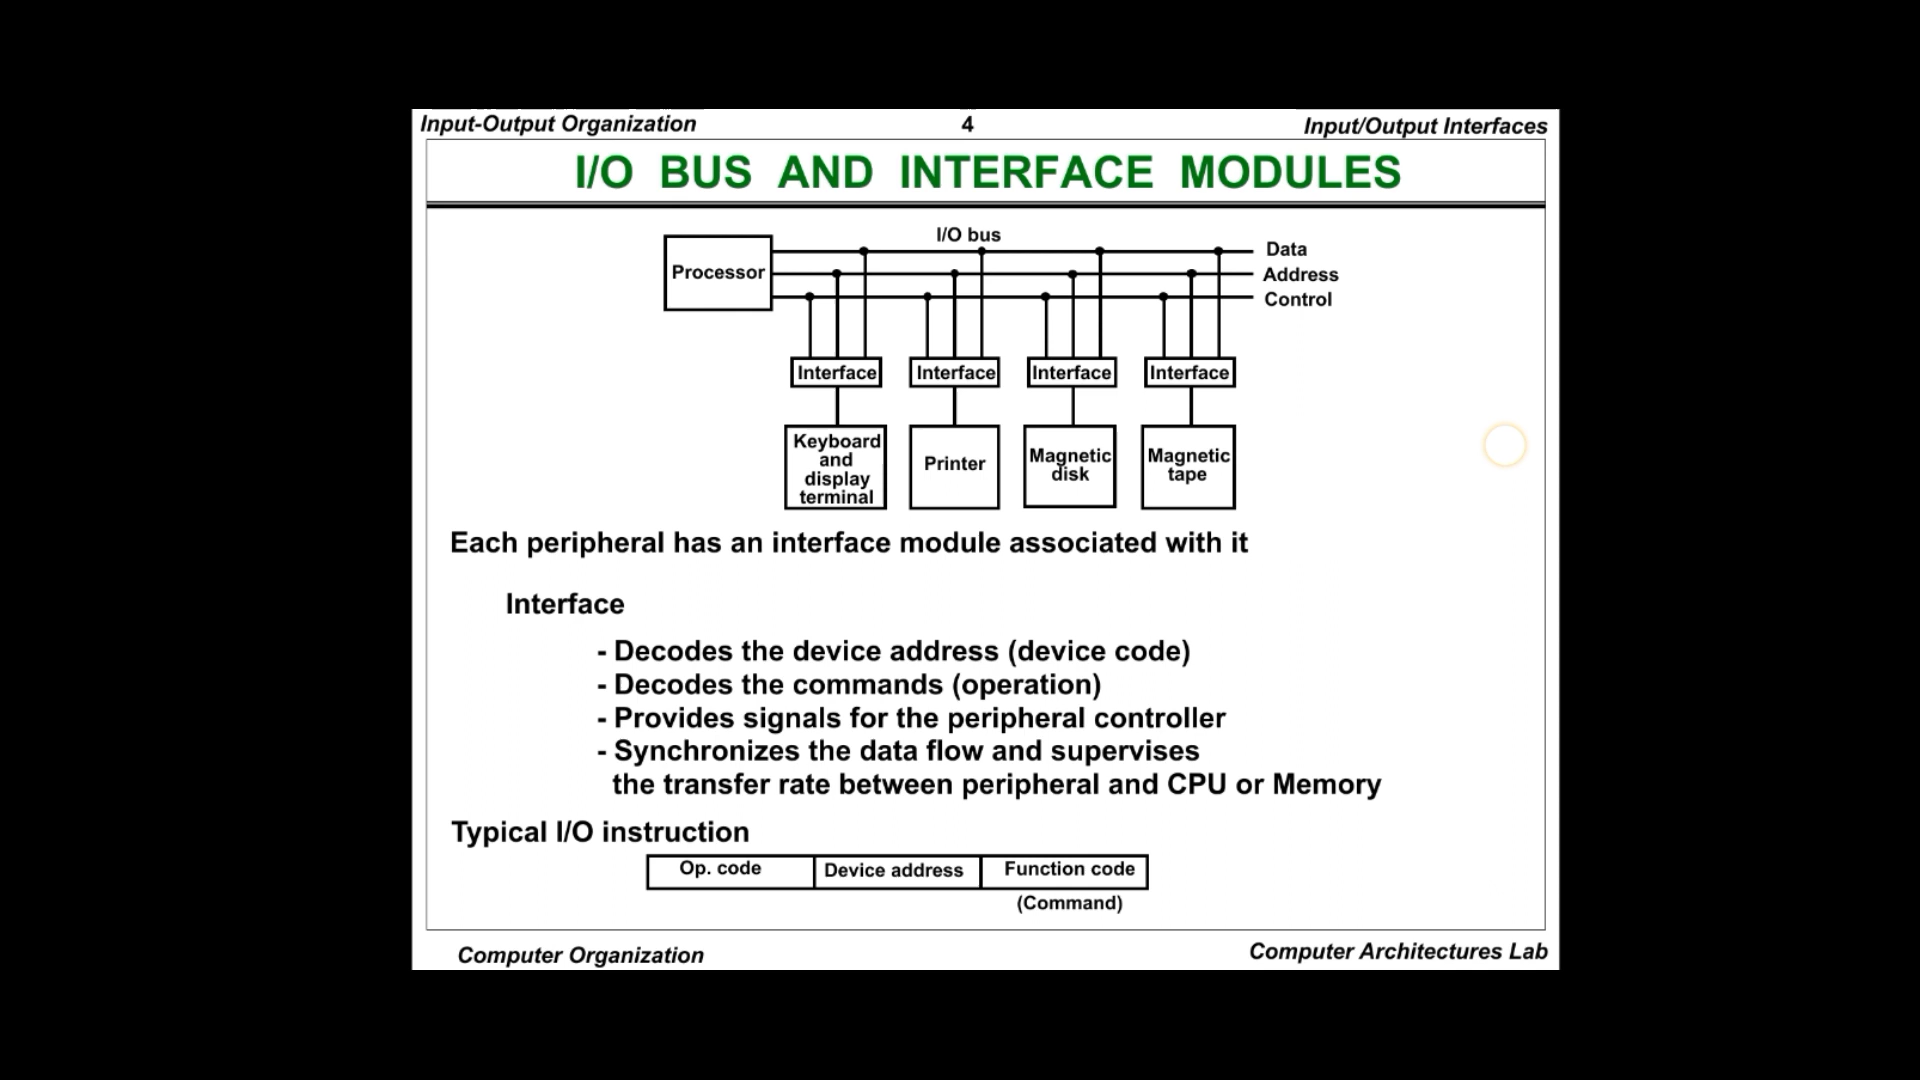 Input-Output Organization 4 Input/Output Interfaces
I/O BUS AND INTERFACE MODULES
I/O bus
Processor
Data
Address
Control
Interface Interface Interface Interface
Keyboard
and
display
terminal
Printer
Magnetic
disk
Magnetic
tape
Each peripheral has an interface module associated with it
Interface
- Decodes the device address (device code)
- Decodes the commands (operation)
- Provides signals for the peripheral controller
- Synchronizes the data flow and supervises
the transfer rate between peripheral and CPU or Memory
Typical I/O instruction
Op. code Device address Function code
(Command)
Computer Organization Computer Architectures Lab